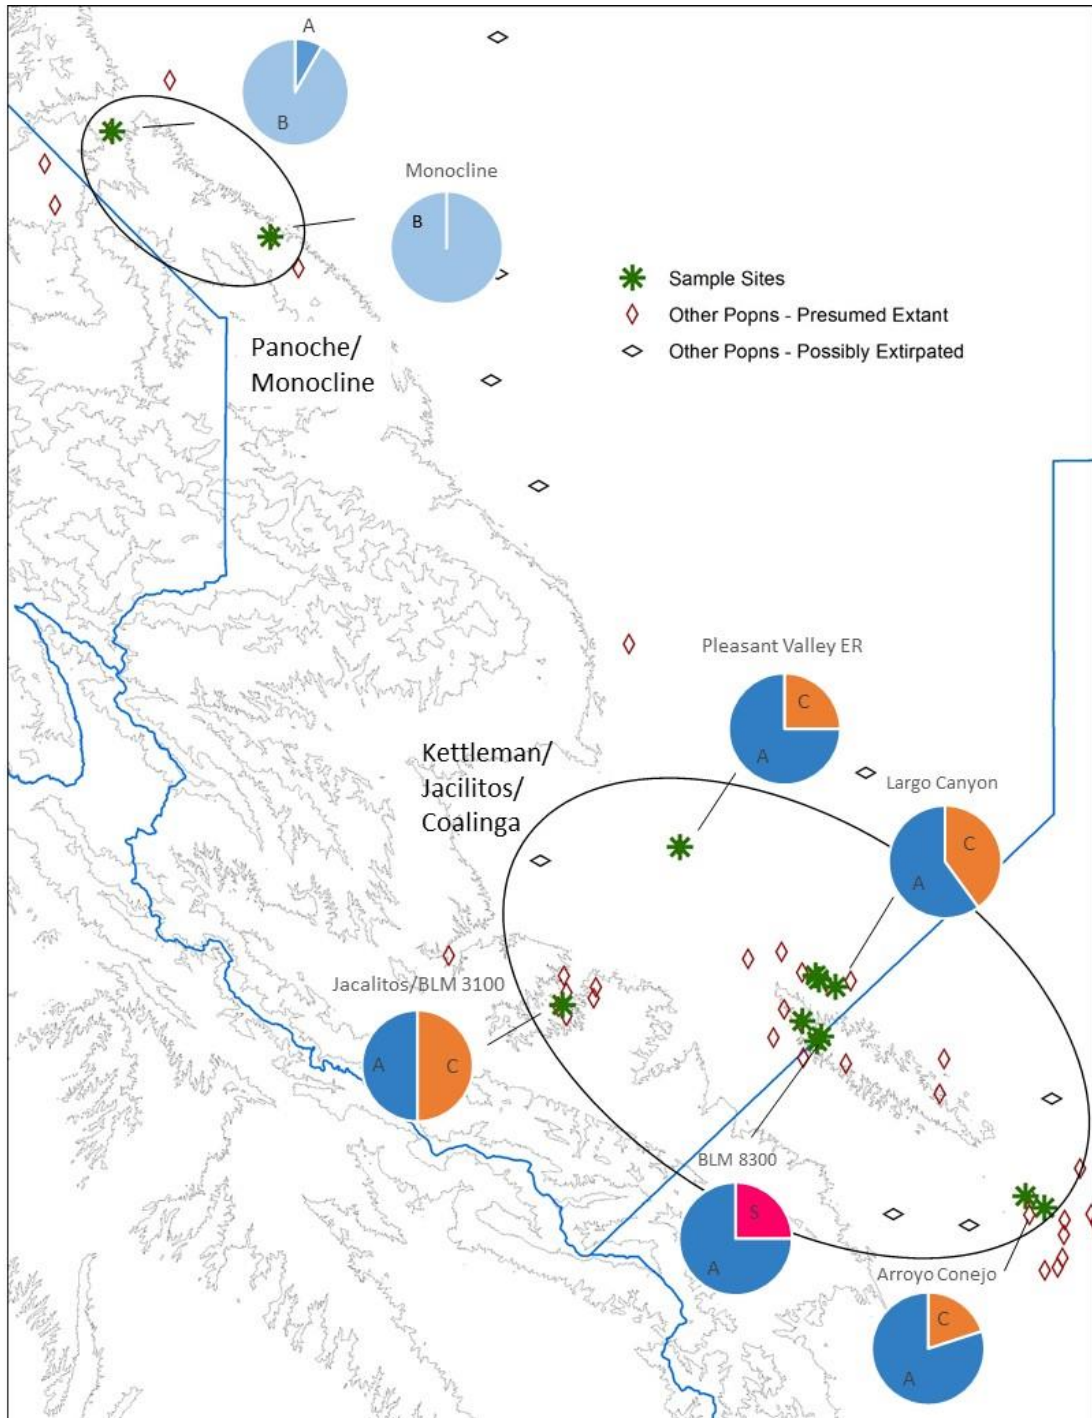 A
B
Monocline
B
Sample Sites
Other Popns - Presumed Extant
Other Popns - Possibly Extirpated
Panoche/
Monocline
Pleasant Valley ER
C
A
Kettleman/
Jacilitos/
Coalinga
Largo Canyon
C
A
Jacalitos/BLM 3100
A
C
BLM 8300
S
A
Arroyo Conejo
C
A